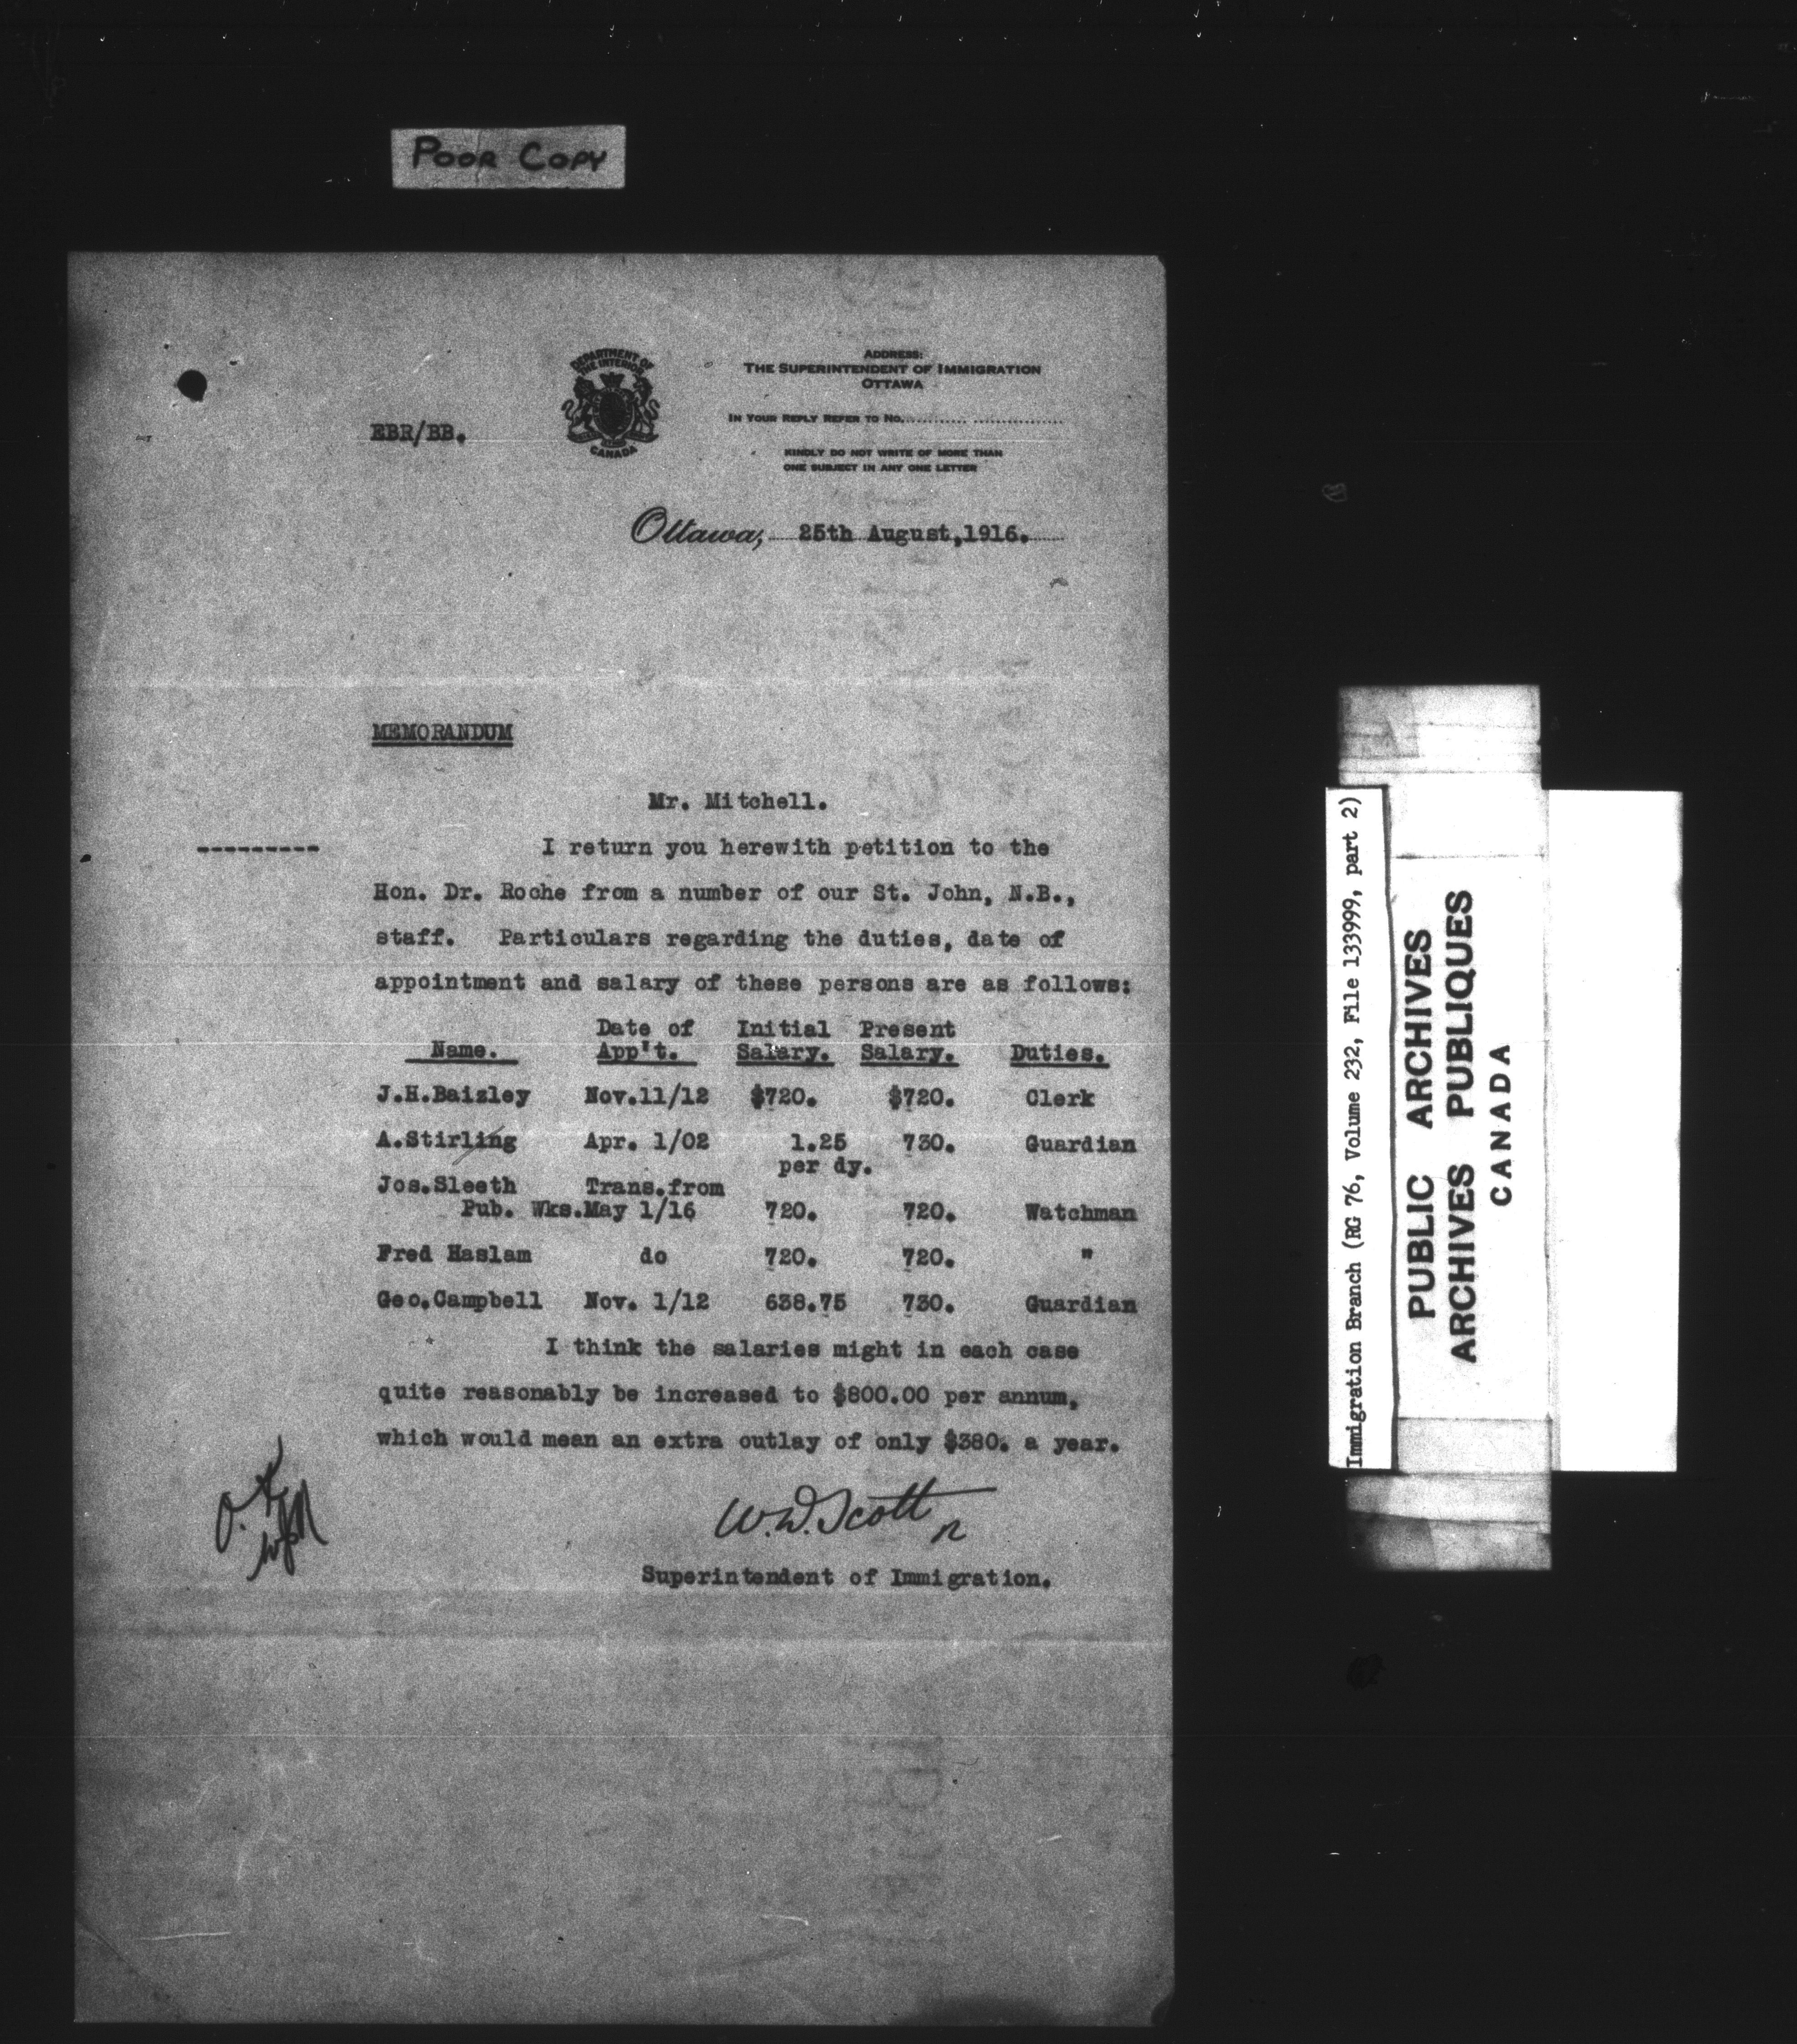 POOR COPY
DEPARTMENT OF
THE INTERIOR
CANADA
ADDRESS:
THE SUPERINTENDENT OF IMMIGRATION
OTTAWA
IN YOUR REPLY REFER TO NO. ........................
KINDLY DO NOT WRITE OF MORE THAN
ONE SUBJECT IN ANY ONE LETTER
EBR/BB.
Ottawa, 25th August, 1916.
MEMORANDUM
Mr. Mitchell.
---------
I return you herewith petition to the
Hon. Dr. Roche from a number of our St. John, N.B.,
staff. Particulars regarding the duties, date of
appointment and salary of these persons are as follows:
Date of Initial Present
Name. App't. Salary. Salary. Duties.
J.H.Baizley Nov.11/12 $720. $720. Clerk
A.Stirling Apr. 1/02 1.25 730. Guardian
per dy.
Jos.Sleeth Trans.from
Pub. Wks.May 1/16 720. 720. Watchman
Fred Haslam do 720. 720. "
Geo.Campbell Nov. 1/12 638.75 730. Guardian
I think the salaries might in each case
quite reasonably be increased to $800.00 per annum,
which would mean an extra outlay of only $380. a year.
O.K
W.D.Scott
Superintendent of Immigration.
Immigration Branch (RG 76, Volume 232, File 133999, part 2)
PUBLIC ARCHIVES
ARCHIVES PUBLIQUES
CANADA